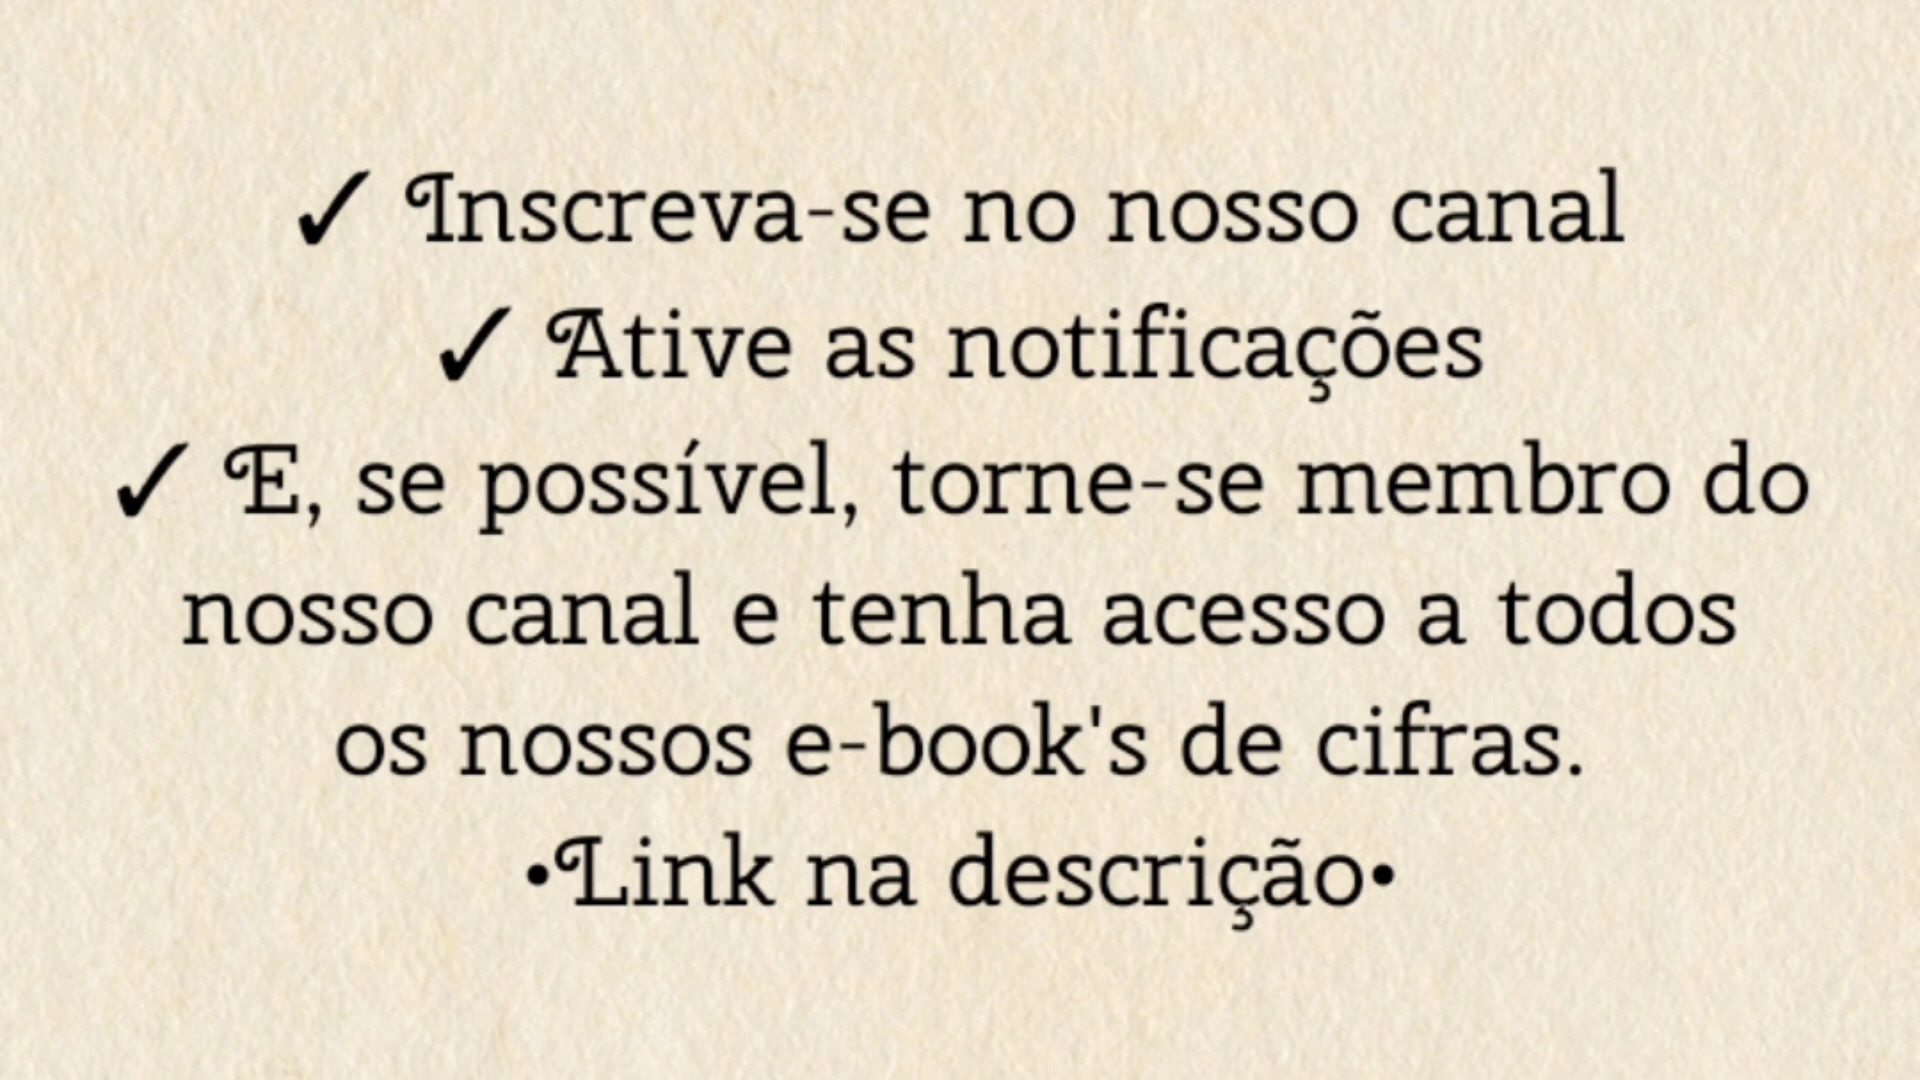 ✓ Inscreva-se no nosso canal
✓ Ative as notificações
✓ E, se possível, torne-se membro do
nosso canal e tenha acesso a todos
os nossos e-book's de cifras.
•Link na descrição•